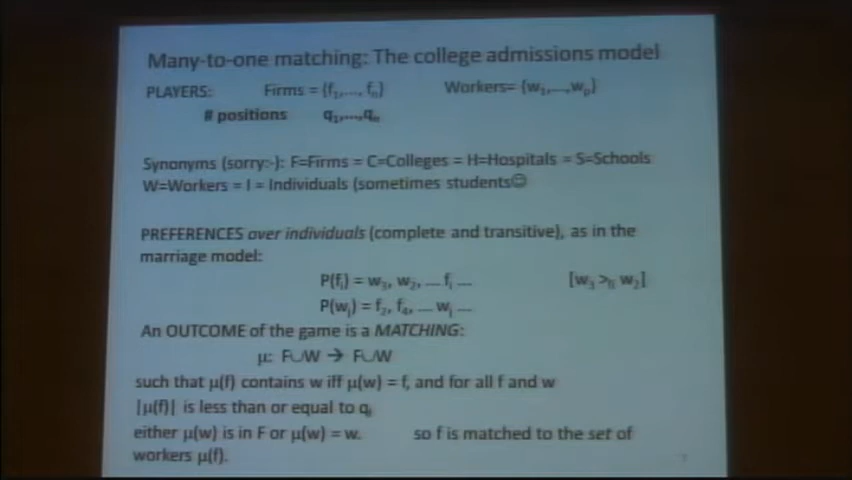 Many-to-one matching: The college admissions model
PLAYERS: Firms = {f₁,..., fₙ} Workers= {w₁,...,wₚ}
# positions q₁,...,qₙ
Synonyms (sorry:-): F=Firms = C=Colleges = H=Hospitals = S=Schools
W=Workers = I = Individuals (sometimes students☺
PREFERENCES over individuals (complete and transitive), as in the
marriage model:
P(fᵢ) = w₃, w₂, ... fᵢ ... [w₃ >fᵢ w₂]
P(wⱼ) = f₂, f₄, ... wⱼ ...
An OUTCOME of the game is a MATCHING:
μ: F∪W → F∪W
such that μ(f) contains w iff μ(w) = f, and for all f and w
|μ(f)| is less than or equal to qf
either μ(w) is in F or μ(w) = w. so f is matched to the set of
workers μ(f).